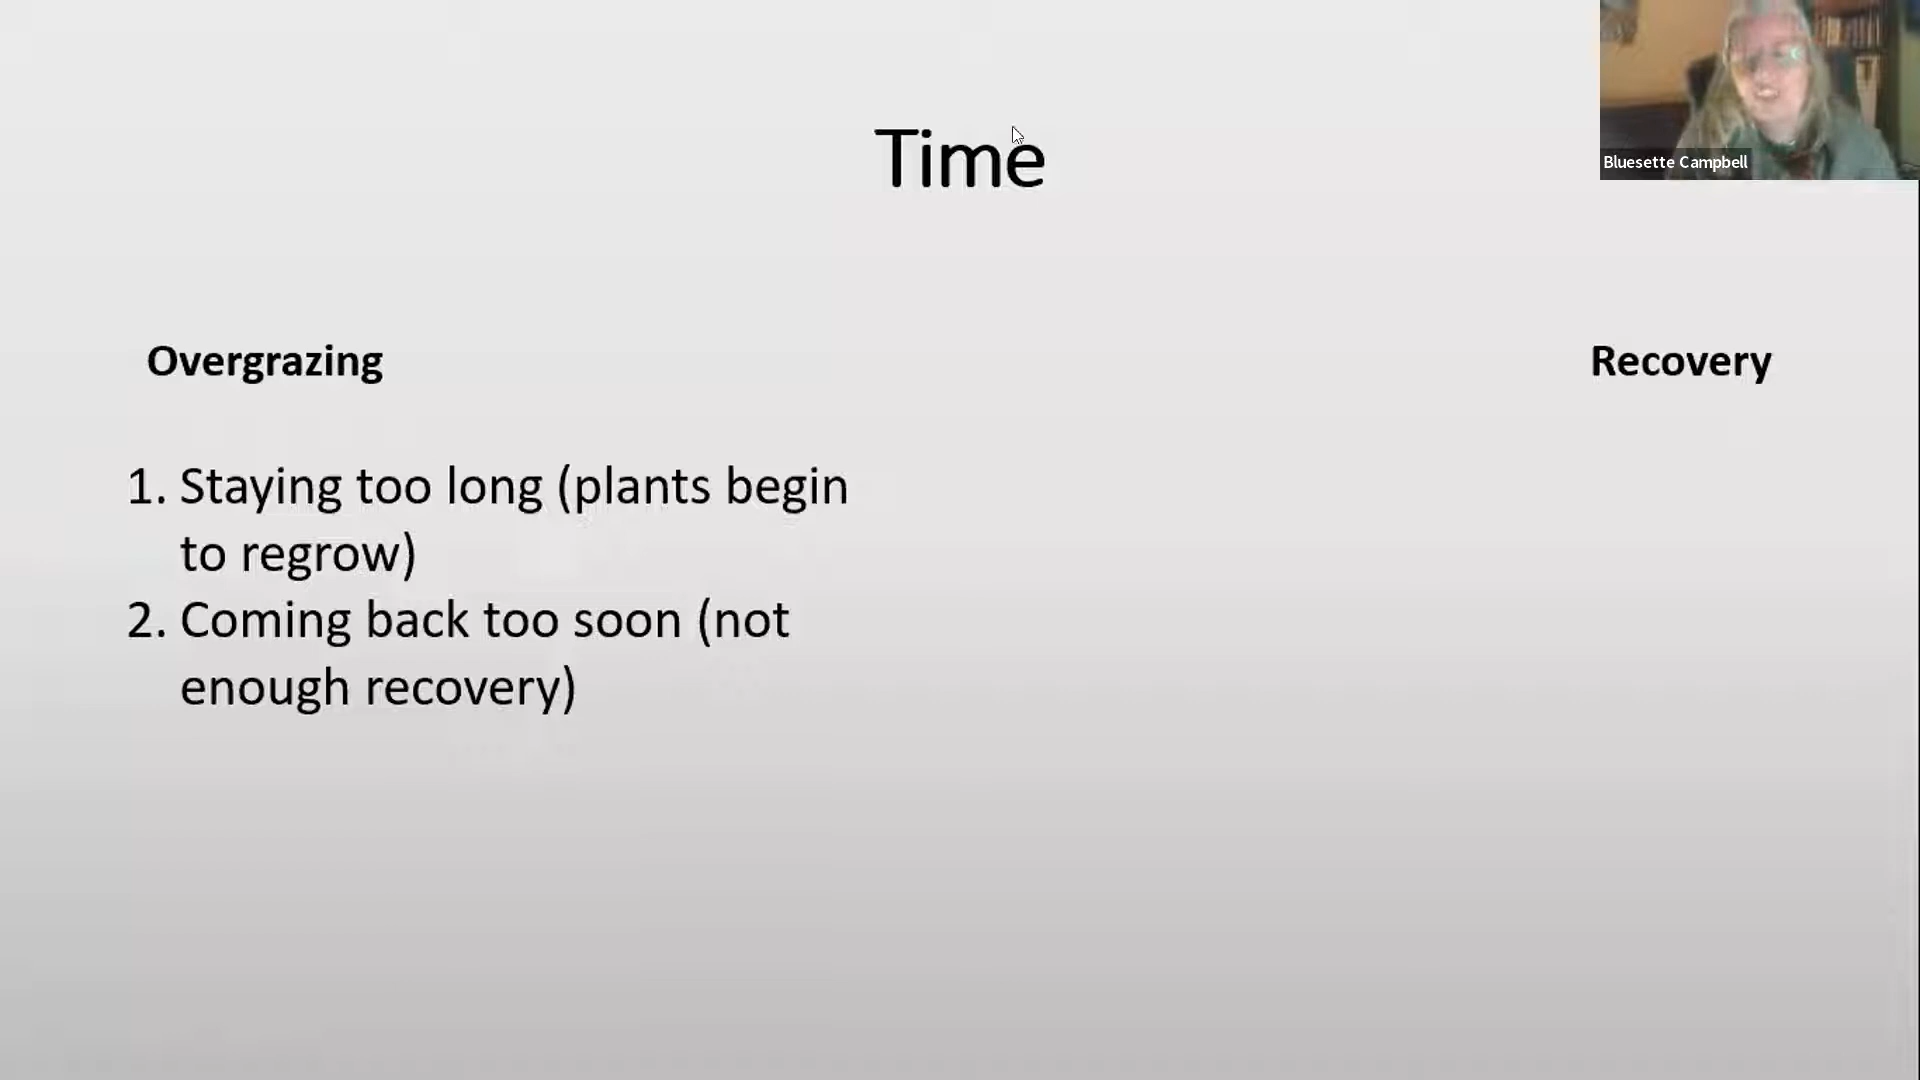 Time
Bluesette Campbell
Overgrazing
Recovery
1. Staying too long (plants begin
to regrow)
2. Coming back too soon (not
enough recovery)